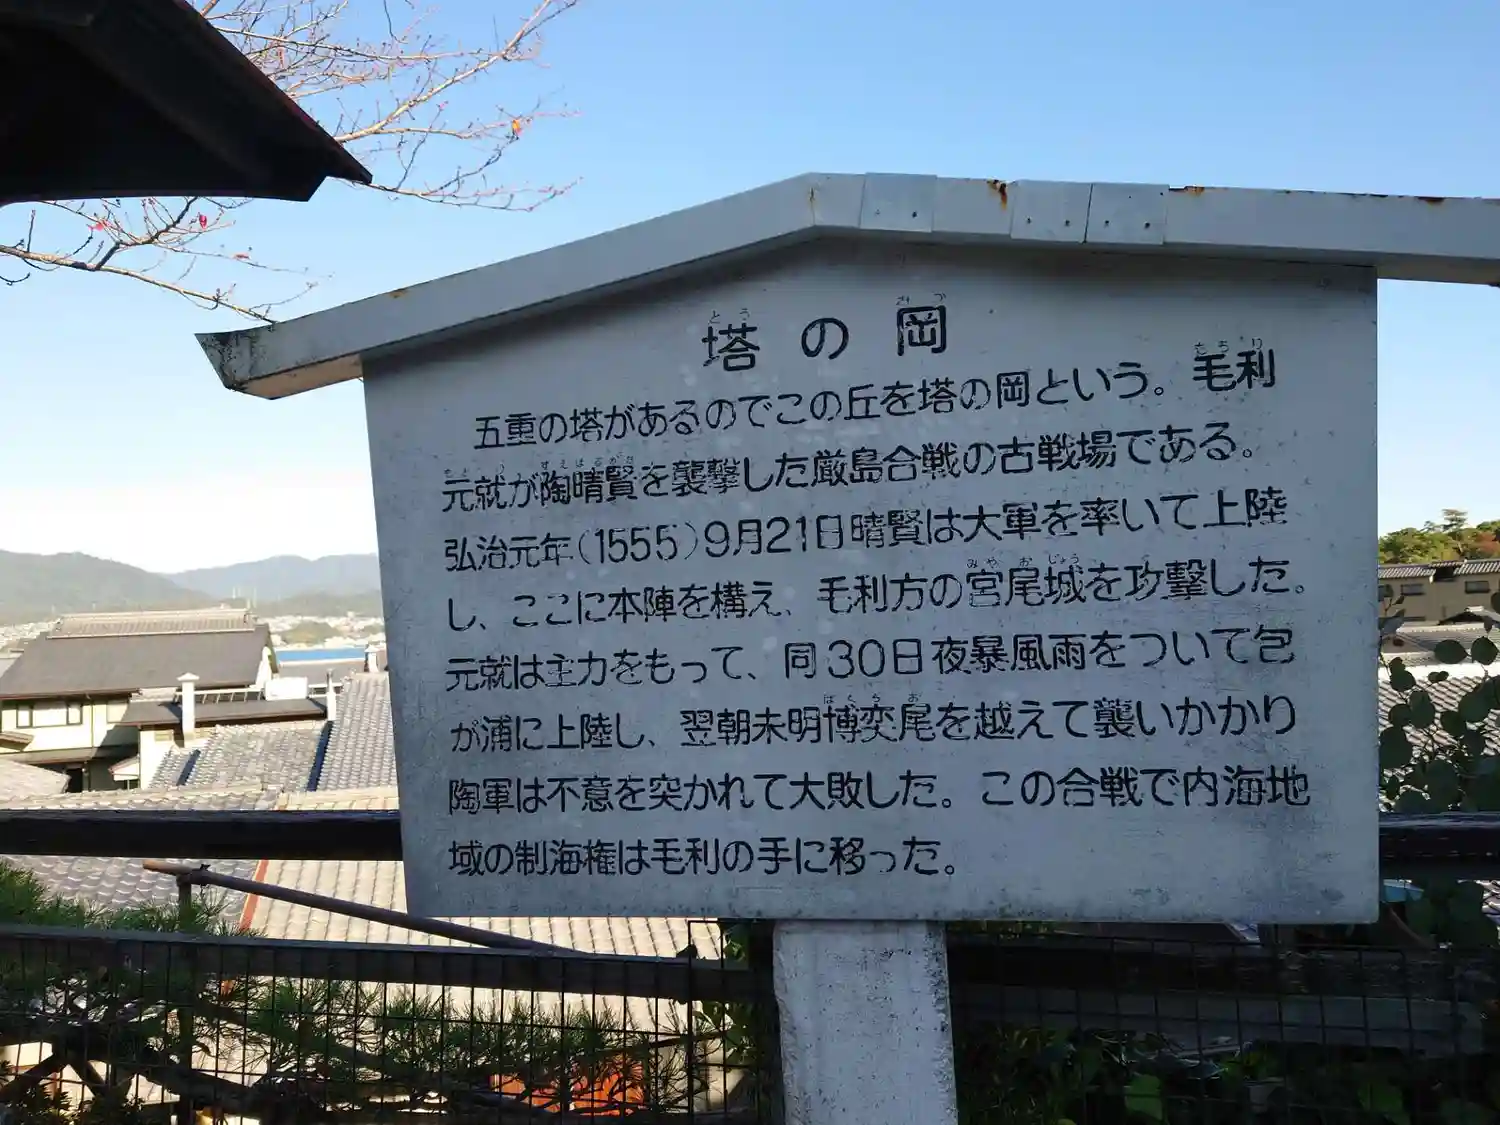 塔の岡
五重の塔があるのでこの丘を塔の岡という。毛利
元就が陶晴賢を襲撃した厳島合戦の古戦場である。
弘治元年(1555)9月21日晴賢は大軍を率いて上陸
し、ここに本陣を構え、毛利方の宮尾城を攻撃した。
元就は主力をもって、同30日夜暴風雨をついて包
が浦に上陸し、翌朝未明博奕尾を越えて襲いかかり
陶軍は不意を突かれて大敗した。この合戦で内海地
域の制海権は毛利の手に移った。